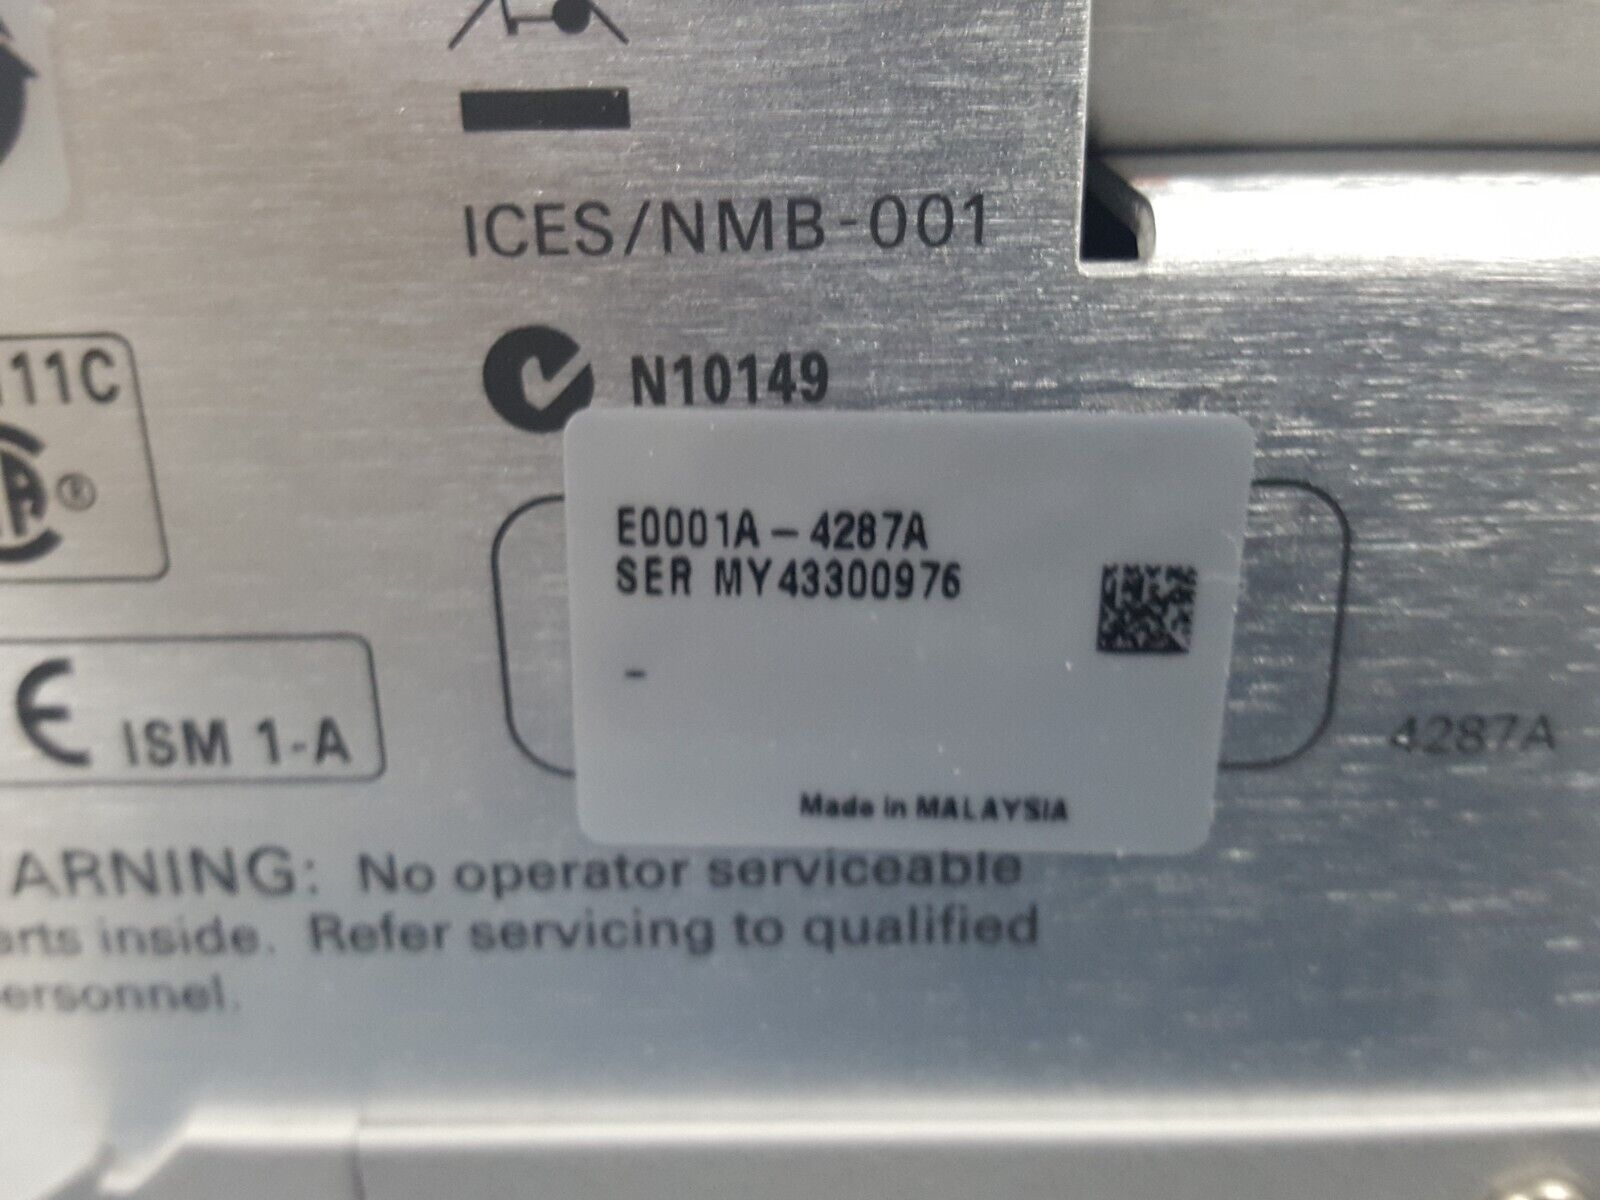 ICES/NMB-001
11C
N10149
®
E0001A-4287A
SER MY43300976
-
ISM 1-A
4287A
Made in MALAYSIA
ARNING: No operator serviceable
arts inside. Refer servicing to qualified
ersonnel.